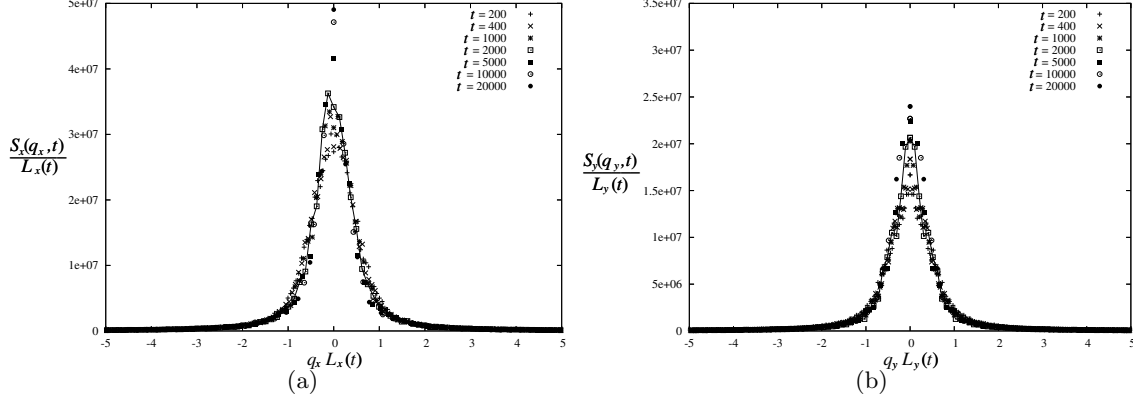 6e+07
5e+07
4e+07
3e+07
2e+07
1e+07
0
S_x(q_x,t)
L_x(t)
t = 200
t = 400
t = 1000
t = 2000
t = 5000
t = 10000
t = 20000
-5 -4 -3 -2 -1 0 1 2 3 4 5
q_x L_x(t)
(a)
3.5e+07
3e+07
2.5e+07
2e+07
1.5e+07
1e+07
5e+06
0
S_y(q_y,t)
L_y(t)
t = 200
t = 400
t = 1000
t = 2000
t = 5000
t = 10000
t = 20000
-5 -4 -3 -2 -1 0 1 2 3 4 5
q_y L_y(t)
(b)